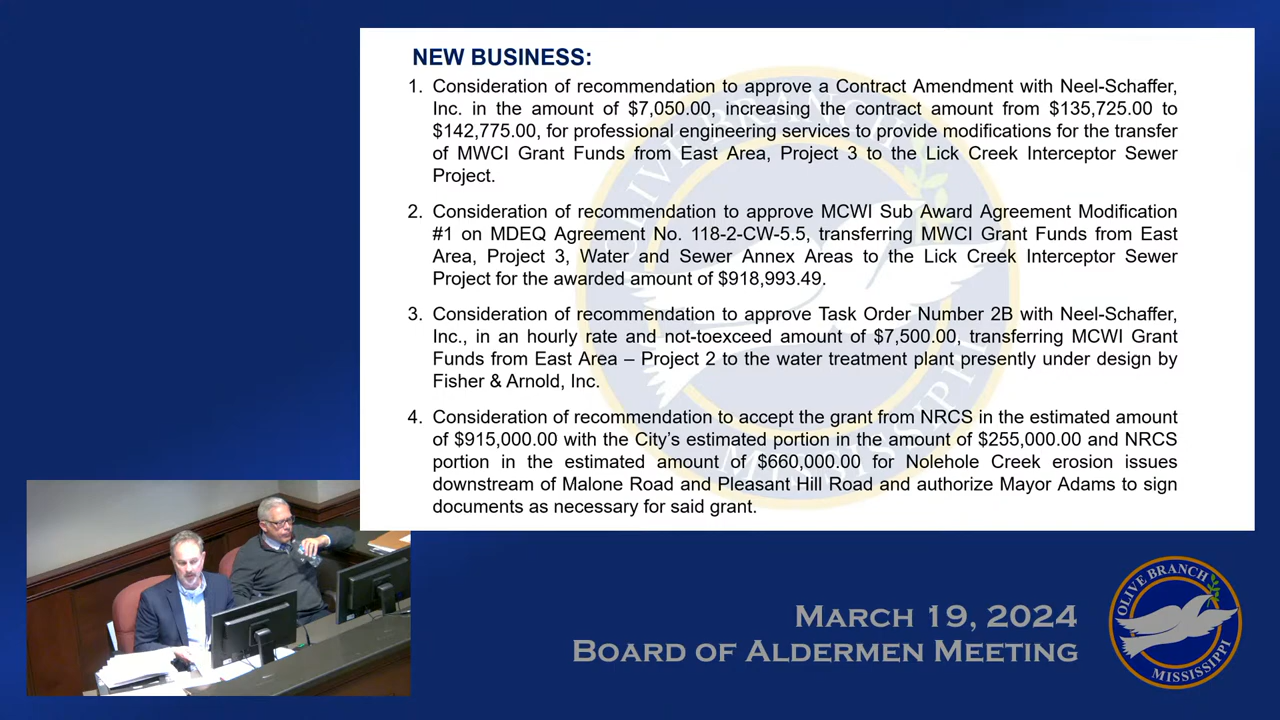 NEW BUSINESS:
1. Consideration of recommendation to approve a Contract Amendment with Neel-Schaffer,
Inc. in the amount of $7,050.00, increasing the contract amount from $135,725.00 to
$142,775.00, for professional engineering services to provide modifications for the transfer
of MWCI Grant Funds from East Area, Project 3 to the Lick Creek Interceptor Sewer
Project.
2. Consideration of recommendation to approve MCWI Sub Award Agreement Modification
#1 on MDEQ Agreement No. 118-2-CW-5.5, transferring MWCI Grant Funds from East
Area, Project 3, Water and Sewer Annex Areas to the Lick Creek Interceptor Sewer
Project for the awarded amount of $918,993.49.
3. Consideration of recommendation to approve Task Order Number 2B with Neel-Schaffer,
Inc., in an hourly rate and not-toexceed amount of $7,500.00, transferring MCWI Grant
Funds from East Area – Project 2 to the water treatment plant presently under design by
Fisher & Arnold, Inc.
4. Consideration of recommendation to accept the grant from NRCS in the estimated amount
of $915,000.00 with the City's estimated portion in the amount of $255,000.00 and NRCS
portion in the estimated amount of $660,000.00 for Nolehole Creek erosion issues
downstream of Malone Road and Pleasant Hill Road and authorize Mayor Adams to sign
documents as necessary for said grant.
OLIVE BRANCH
MISSISSIPPI
MARCH 19, 2024
BOARD OF ALDERMEN MEETING
OLIVE BRANCH
MISSISSIPPI